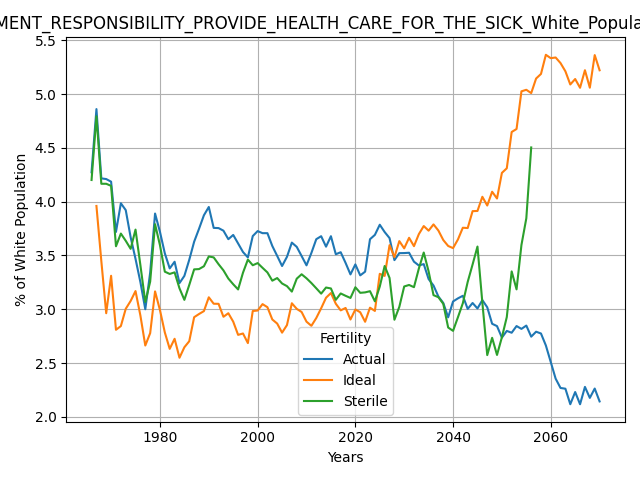 MENT_RESPONSIBILITY_PROVIDE_HEALTH_CARE_FOR_THE_SICK_White_Popula
5.5
5.0
4.5
4.0
3.5
3.0
2.5
2.0
% of White Population
Fertility
Actual
Ideal
Sterile
1980 2000 2020 2040 2060
Years